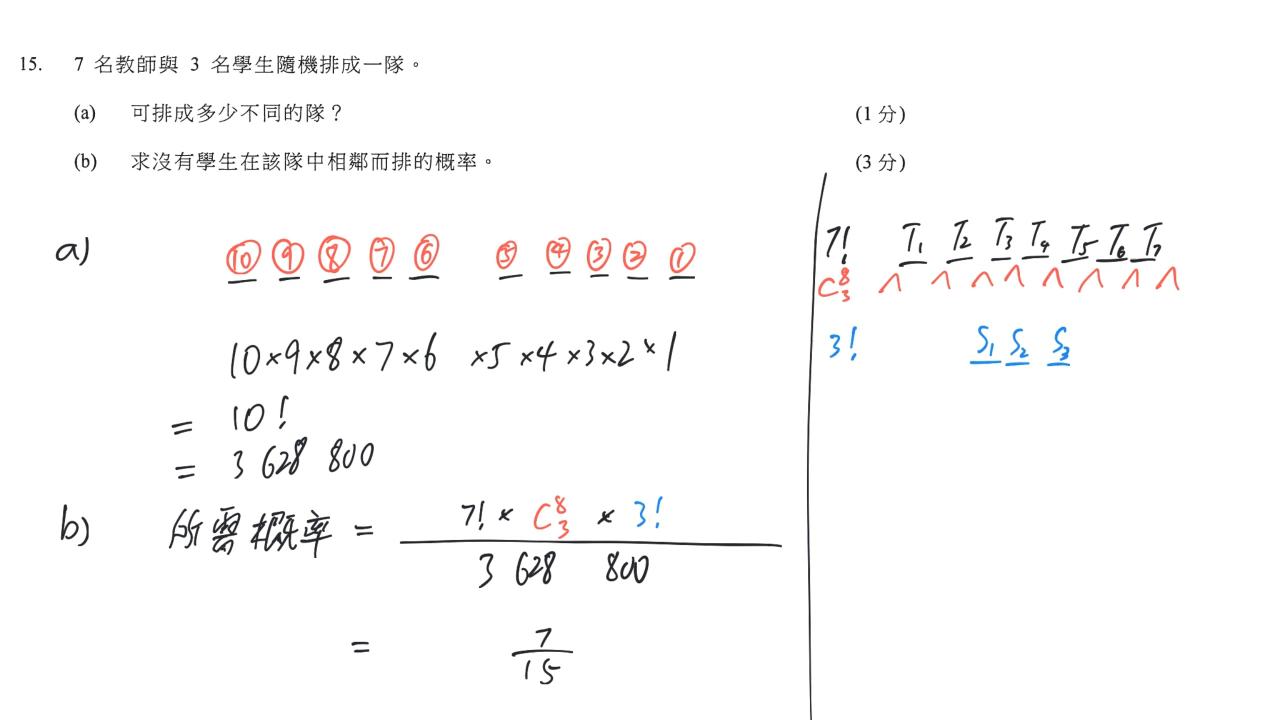 15. 7 名教師與 3 名學生隨機排成一隊。
(a) 可排成多少不同的隊？ (1 分)
(b) 求沒有學生在該隊中相鄰而排的概率。 (3 分)
a) ⑩ ⑨ ⑧ ⑦ ⑥ ⑤ ④ ③ ② ①
10×9×8×7×6 ×5×4×3×2×1
= 10!
= 3 628 800
b) 所需概率 = 7! × C⁸₃ × 3!
3 628 800
= 7
15
7! T₁ T₂ T₃ T₄ T₅ T₆ T₇
C⁸₃ ∧ ∧ ∧ ∧ ∧ ∧ ∧ ∧
3! S₁ S₂ S₃